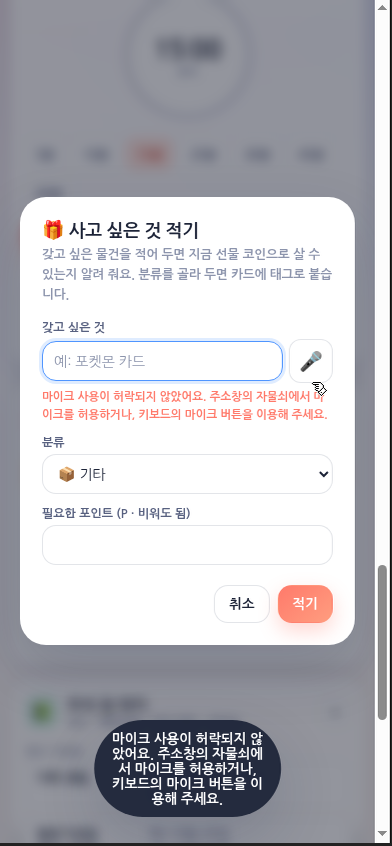 15:00
사고 싶은 것 적기
갖고 싶은 물건을 적어 두면 지금 선물 코인으로 살 수
있는지 알려 줘요. 분류를 골라 두면 카드에 태그로 붙습
니다.
갖고 싶은 것
예: 포켓몬 카드
마이크 사용이 허락되지 않았어요. 주소창의 자물쇠에서 마
이크를 허용하거나, 키보드의 마이크 버튼을 이용해 주세요.
분류
기타
필요한 포인트 (P · 비워도 됨)
취소
적기
마이크 사용이 허락되지 않
았어요. 주소창의 자물쇠에
서 마이크를 허용하거나,
키보드의 마이크 버튼을 이
용해 주세요.